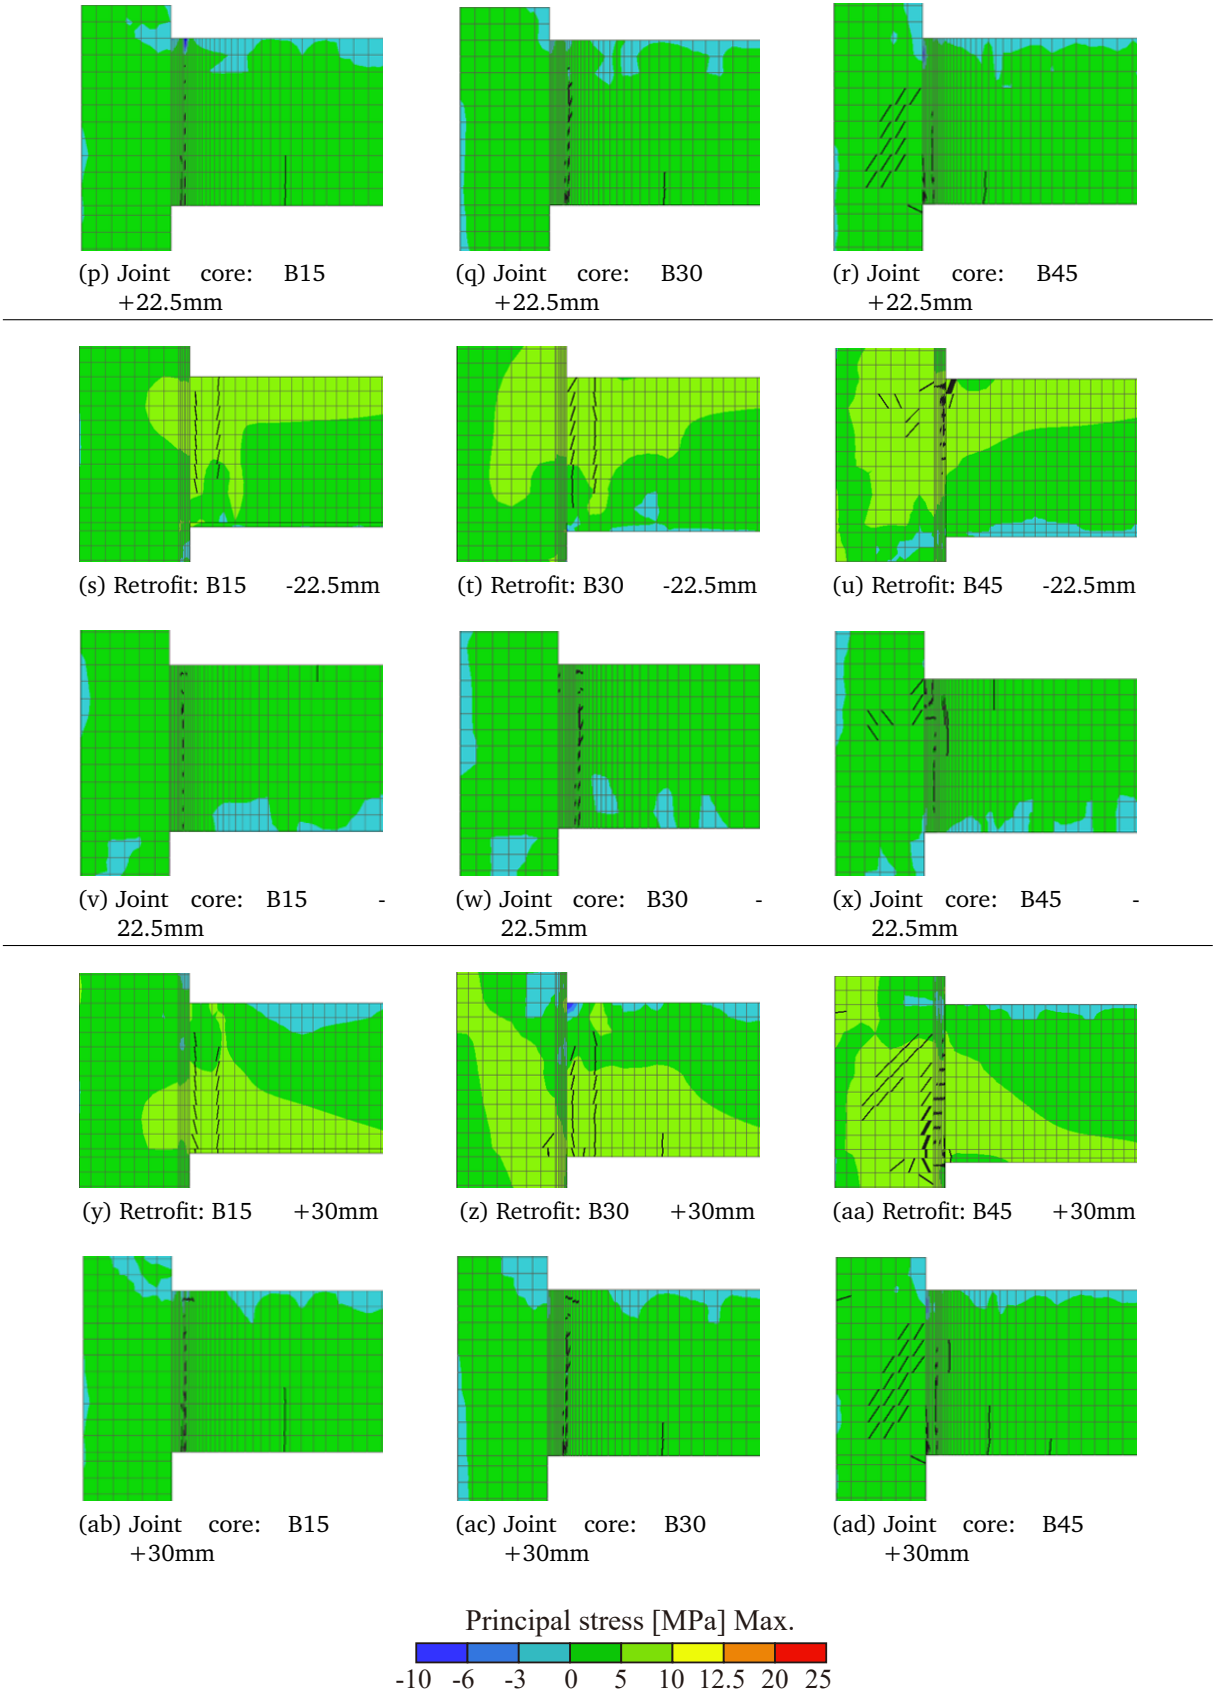 (p) Joint core: B15
+22.5mm
(q) Joint core: B30
+22.5mm
(r) Joint core: B45
+22.5mm
(s) Retrofit: B15 -22.5mm
(t) Retrofit: B30 -22.5mm
(u) Retrofit: B45 -22.5mm
(v) Joint core: B15 -
22.5mm
(w) Joint core: B30 -
22.5mm
(x) Joint core: B45 -
22.5mm
(y) Retrofit: B15 +30mm
(z) Retrofit: B30 +30mm
(aa) Retrofit: B45 +30mm
(ab) Joint core: B15
+30mm
(ac) Joint core: B30
+30mm
(ad) Joint core: B45
+30mm
Principal stress [MPa] Max.
-10 -6 -3 0 5 10 12.5 20 25